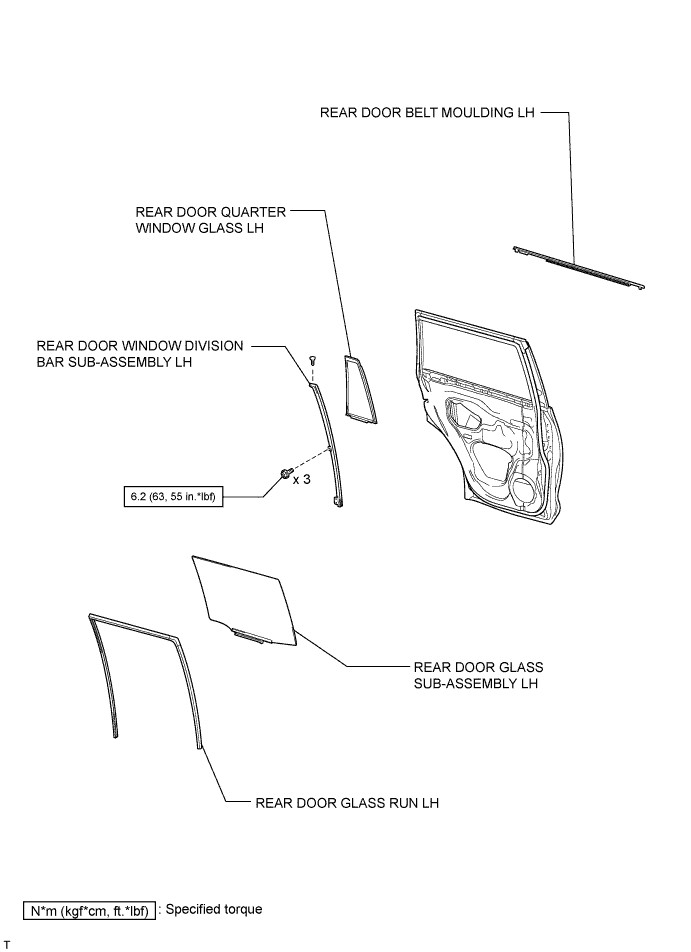 REAR DOOR BELT MOULDING LH
REAR DOOR QUARTER
WINDOW GLASS LH
REAR DOOR WINDOW DIVISION
BAR SUB-ASSEMBLY LH
x 3
6.2 (63, 55 in.*lbf)
REAR DOOR GLASS
SUB-ASSEMBLY LH
REAR DOOR GLASS RUN LH
N*m (kgf*cm, ft.*lbf) : Specified torque
T